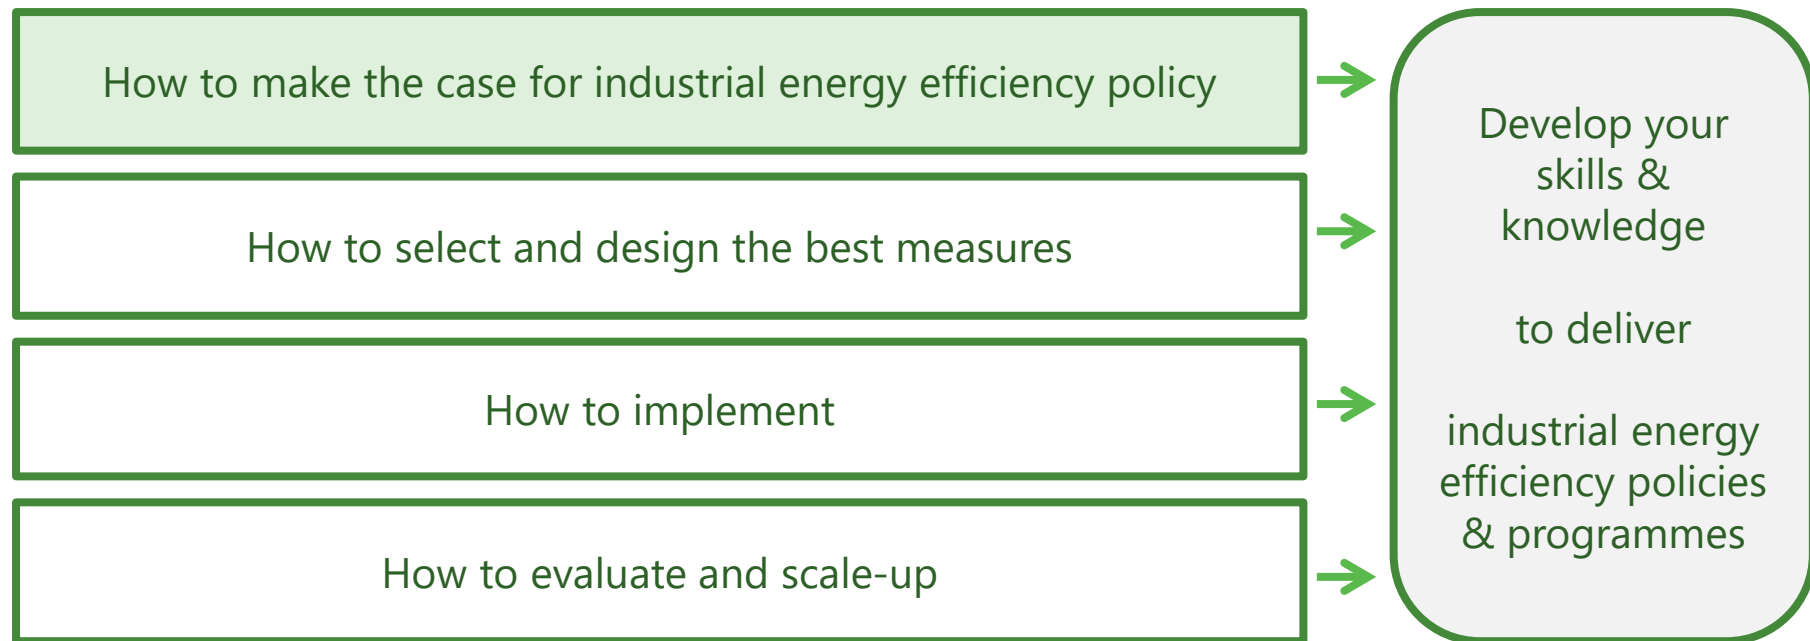 How to make the case for industrial energy efficiency policy
How to select and design the best measures
How to implement
How to evaluate and scale-up
Develop your
skills &
knowledge
to deliver
industrial energy
efficiency policies
& programmes